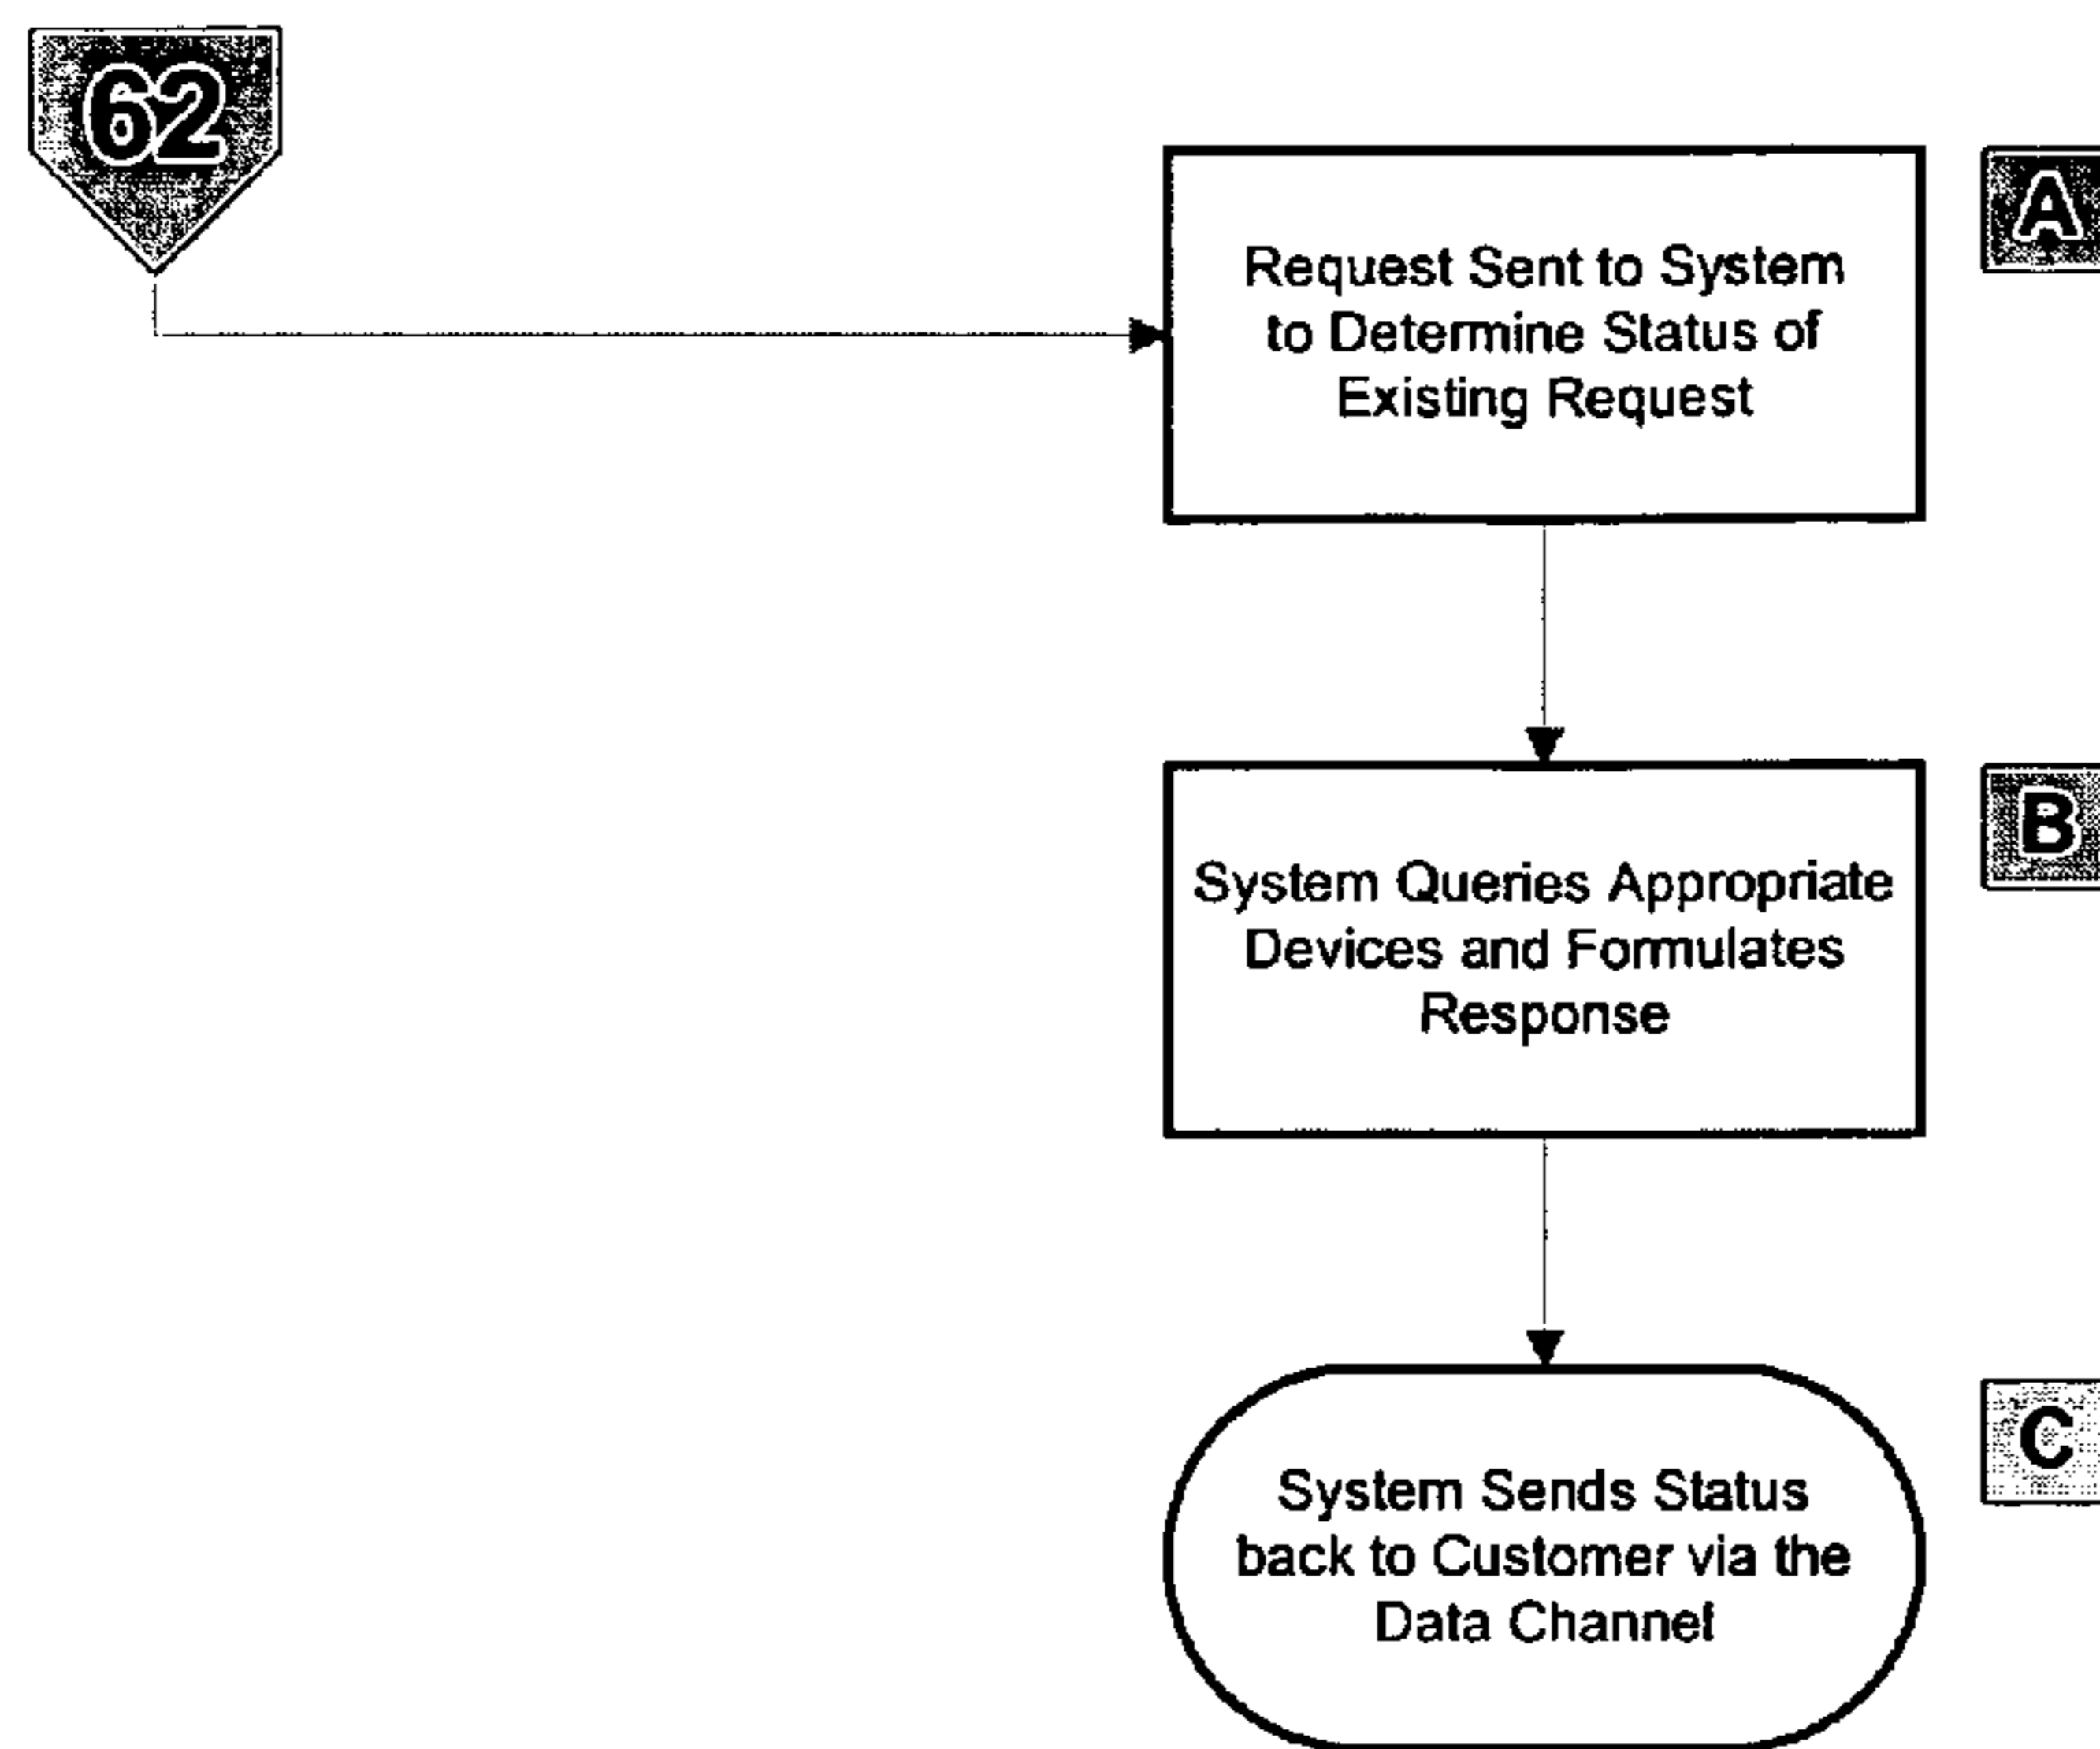 62
Request Sent to System
to Determine Status of
Existing Request
A
System Queries Appropriate
Devices and Formulates
Response
B
System Sends Status
back to Customer via the
Data Channel
C